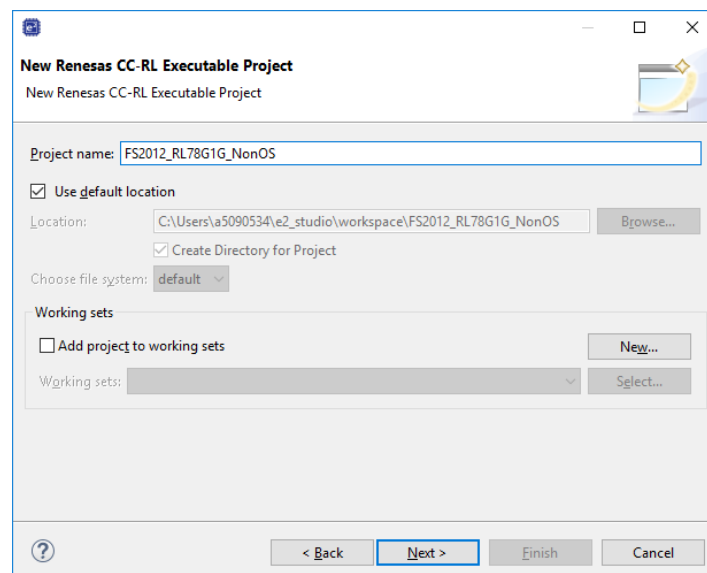 New Renesas CC-RL Executable Project
New Renesas CC-RL Executable Project
Project name: FS2012_RL78G1G_NonOS
Use default location
Location: C:\Users\a5090534\e2_studio\workspace\FS2012_RL78G1G_NonOS Browse...
Create Directory for Project
Choose file system: default
Working sets
Add project to working sets New...
Working sets: Select...
? < Back Next > Finish Cancel